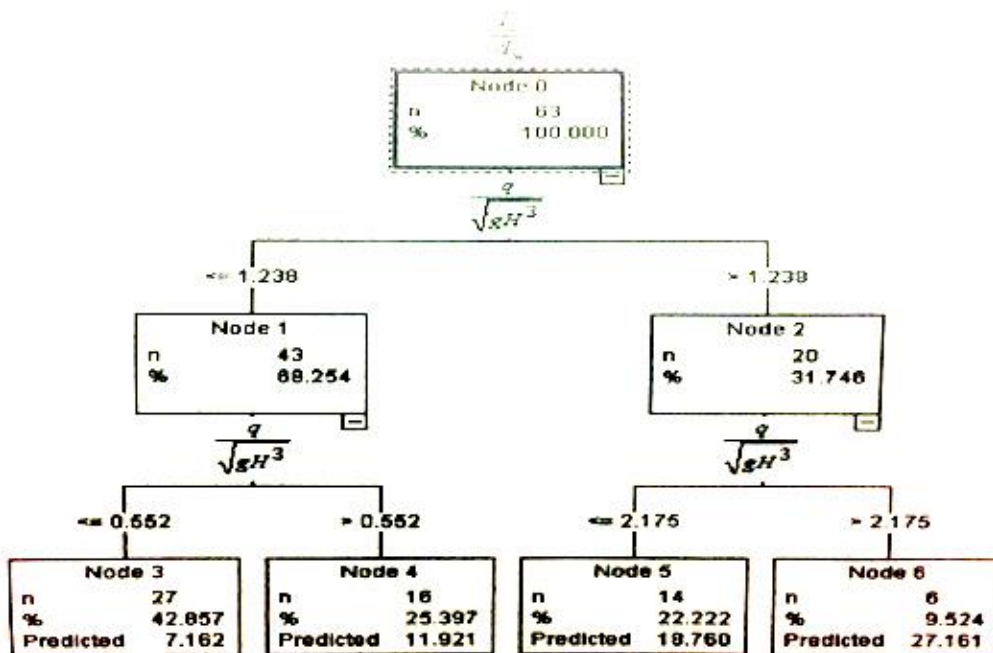 Node 0
n 63
% 100.000
q
√gH³
<= 1.238 > 1.238
Node 1
n 43
% 68.254
Node 2
n 20
% 31.746
q
√gH³
q
√gH³
<= 0.552 > 0.552 <= 2.175 > 2.175
Node 3
n 27
% 42.857
Predicted 7.162
Node 4
n 16
% 25.397
Predicted 11.921
Node 5
n 14
% 22.222
Predicted 18.760
Node 6
n 6
% 9.524
Predicted 27.161